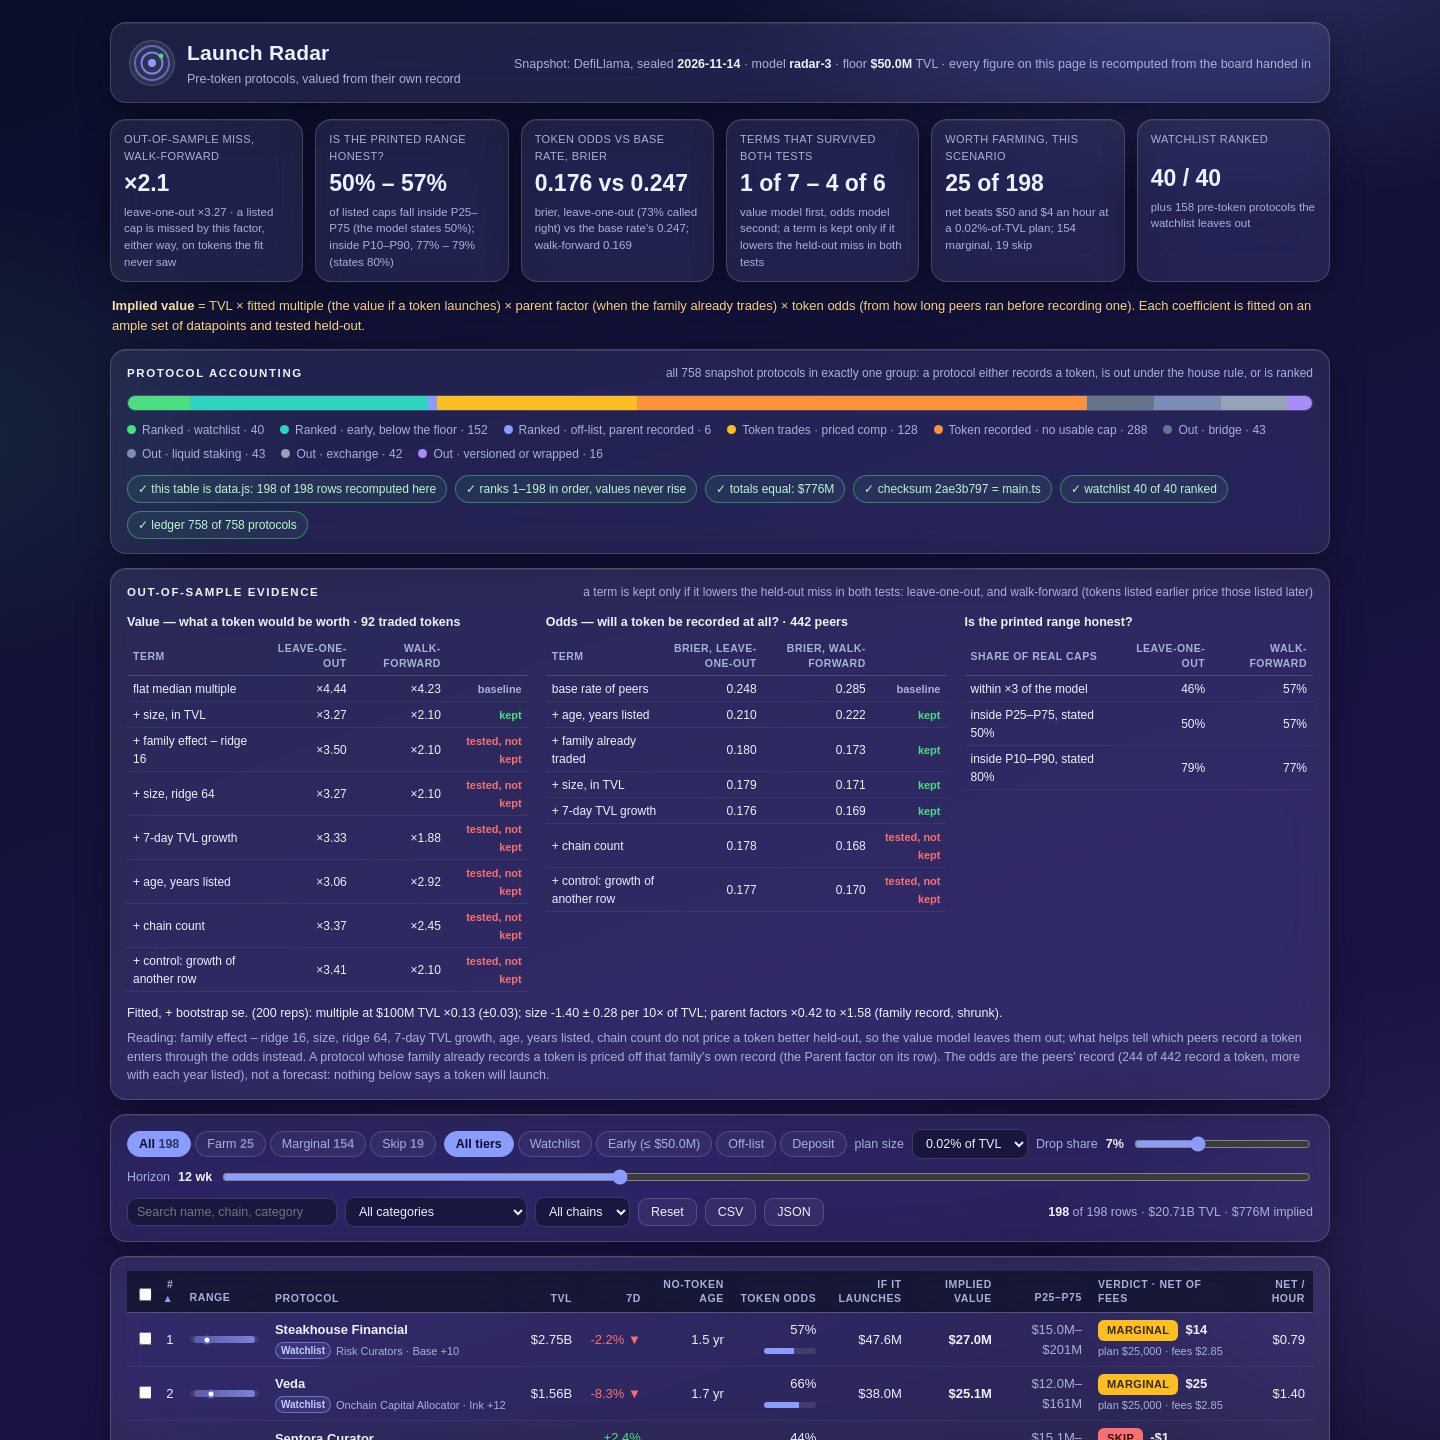 Launch Radar
Pre-token protocols, valued from their own record
Snapshot: DefiLlama, sealed 2026-11-14 · model radar-3 · floor $50.0M TVL · every figure on this page is recomputed from the board handed in
OUT-OF-SAMPLE MISS,
WALK-FORWARD
×2.1
leave-one-out ×3.27 · a listed
cap is missed by this factor,
either way, on tokens the fit
never saw
IS THE PRINTED RANGE
HONEST?
50% – 57%
of listed caps fall inside P25–
P75 (the model states 50%);
inside P10–P90, 77% – 79%
(states 80%)
TOKEN ODDS VS BASE
RATE, BRIER
0.176 vs 0.247
brier, leave-one-out (73% called
right) vs the base rate's 0.247;
walk-forward 0.169
TERMS THAT SURVIVED
BOTH TESTS
1 of 7 – 4 of 6
value model first, odds model
second; a term is kept only if it
lowers the held-out miss in both
tests
WORTH FARMING, THIS
SCENARIO
25 of 198
net beats $50 and $4 an hour at
a 0.02%-of-TVL plan; 154
marginal, 19 skip
WATCHLIST RANKED
40 / 40
plus 158 pre-token protocols the
watchlist leaves out
Implied value = TVL × fitted multiple (the value if a token launches) × parent factor (when the family already trades) × token odds (from how long peers ran before recording one). Each coefficient is fitted on an
ample set of datapoints and tested held-out.
PROTOCOL ACCOUNTING
all 758 snapshot protocols in exactly one group: a protocol either records a token, is out under the house rule, or is ranked
Ranked · watchlist · 40 Ranked · early, below the floor · 152 Ranked · off-list, parent recorded · 6 Token trades · priced comp · 128 Token recorded · no usable cap · 288 Out · bridge · 43
Out · liquid staking · 43 Out · exchange · 42 Out · versioned or wrapped · 16
✓ this table is data.js: 198 of 198 rows recomputed here ✓ ranks 1–198 in order, values never rise ✓ totals equal: $776M ✓ checksum 2ae3b797 = main.ts ✓ watchlist 40 of 40 ranked
✓ ledger 758 of 758 protocols
OUT-OF-SAMPLE EVIDENCE
a term is kept only if it lowers the held-out miss in both tests: leave-one-out, and walk-forward (tokens listed earlier price those listed later)
Value — what a token would be worth · 92 traded tokens
TERM LEAVE-ONE-OUT WALK-FORWARD
flat median multiple ×4.44 ×4.23 baseline
+ size, in TVL ×3.27 ×2.10 kept
+ family effect – ridge 16 ×3.50 ×2.10 tested, not kept
+ size, ridge 64 ×3.27 ×2.10 tested, not kept
+ 7-day TVL growth ×3.33 ×1.88 tested, not kept
+ age, years listed ×3.06 ×2.92 tested, not kept
+ chain count ×3.37 ×2.45 tested, not kept
+ control: growth of another row ×3.41 ×2.10 tested, not kept
Odds — will a token be recorded at all? · 442 peers
TERM BRIER, LEAVE-ONE-OUT BRIER, WALK-FORWARD
base rate of peers 0.248 0.285 baseline
+ age, years listed 0.210 0.222 kept
+ family already traded 0.180 0.173 kept
+ size, in TVL 0.179 0.171 kept
+ 7-day TVL growth 0.176 0.169 kept
+ chain count 0.178 0.168 tested, not kept
+ control: growth of another row 0.177 0.170 tested, not kept
Is the printed range honest?
SHARE OF REAL CAPS LEAVE-ONE-OUT WALK-FORWARD
within ×3 of the model 46% 57%
inside P25–P75, stated 50% 50% 57%
inside P10–P90, stated 80% 79% 77%
Fitted, + bootstrap se. (200 reps): multiple at $100M TVL ×0.13 (±0.03); size -1.40 ± 0.28 per 10× of TVL; parent factors ×0.42 to ×1.58 (family record, shrunk).
Reading: family effect – ridge 16, size, ridge 64, 7-day TVL growth, age, years listed, chain count do not price a token better held-out, so the value model leaves them out; what helps tell which peers record a token
enters through the odds instead. A protocol whose family already records a token is priced off that family's own record (the Parent factor on its row). The odds are the peers' record (244 of 442 record a token, more
with each year listed), not a forecast: nothing below says a token will launch.
All 198 Farm 25 Marginal 154 Skip 19 All tiers Watchlist Early (≤ $50.0M) Off-list Deposit plan size 0.02% of TVL Drop share 7%
Horizon 12 wk
Search name, chain, category All categories All chains Reset CSV JSON 198 of 198 rows · $20.71B TVL · $776M implied
# ▲ RANGE PROTOCOL TVL 7D NO-TOKEN AGE TOKEN ODDS IF IT LAUNCHES IMPLIED VALUE P25–P75 VERDICT · NET OF FEES NET / HOUR
1 Steakhouse Financial $2.75B -2.2% ▼ 1.5 yr 57% $47.6M $27.0M $15.0M–$201M MARGINAL $14 $0.79
Watchlist Risk Curators · Base +10 plan $25,000 · fees $2.85
2 Veda $1.56B -8.3% ▼ 1.7 yr 66% $38.0M $25.1M $12.0M–$161M MARGINAL $25 $1.40
Watchlist Onchain Capital Allocator · Ink +12 plan $25,000 · fees $2.85
Sentora Curator +2.4% 44% $15.1M– SKIP -$1